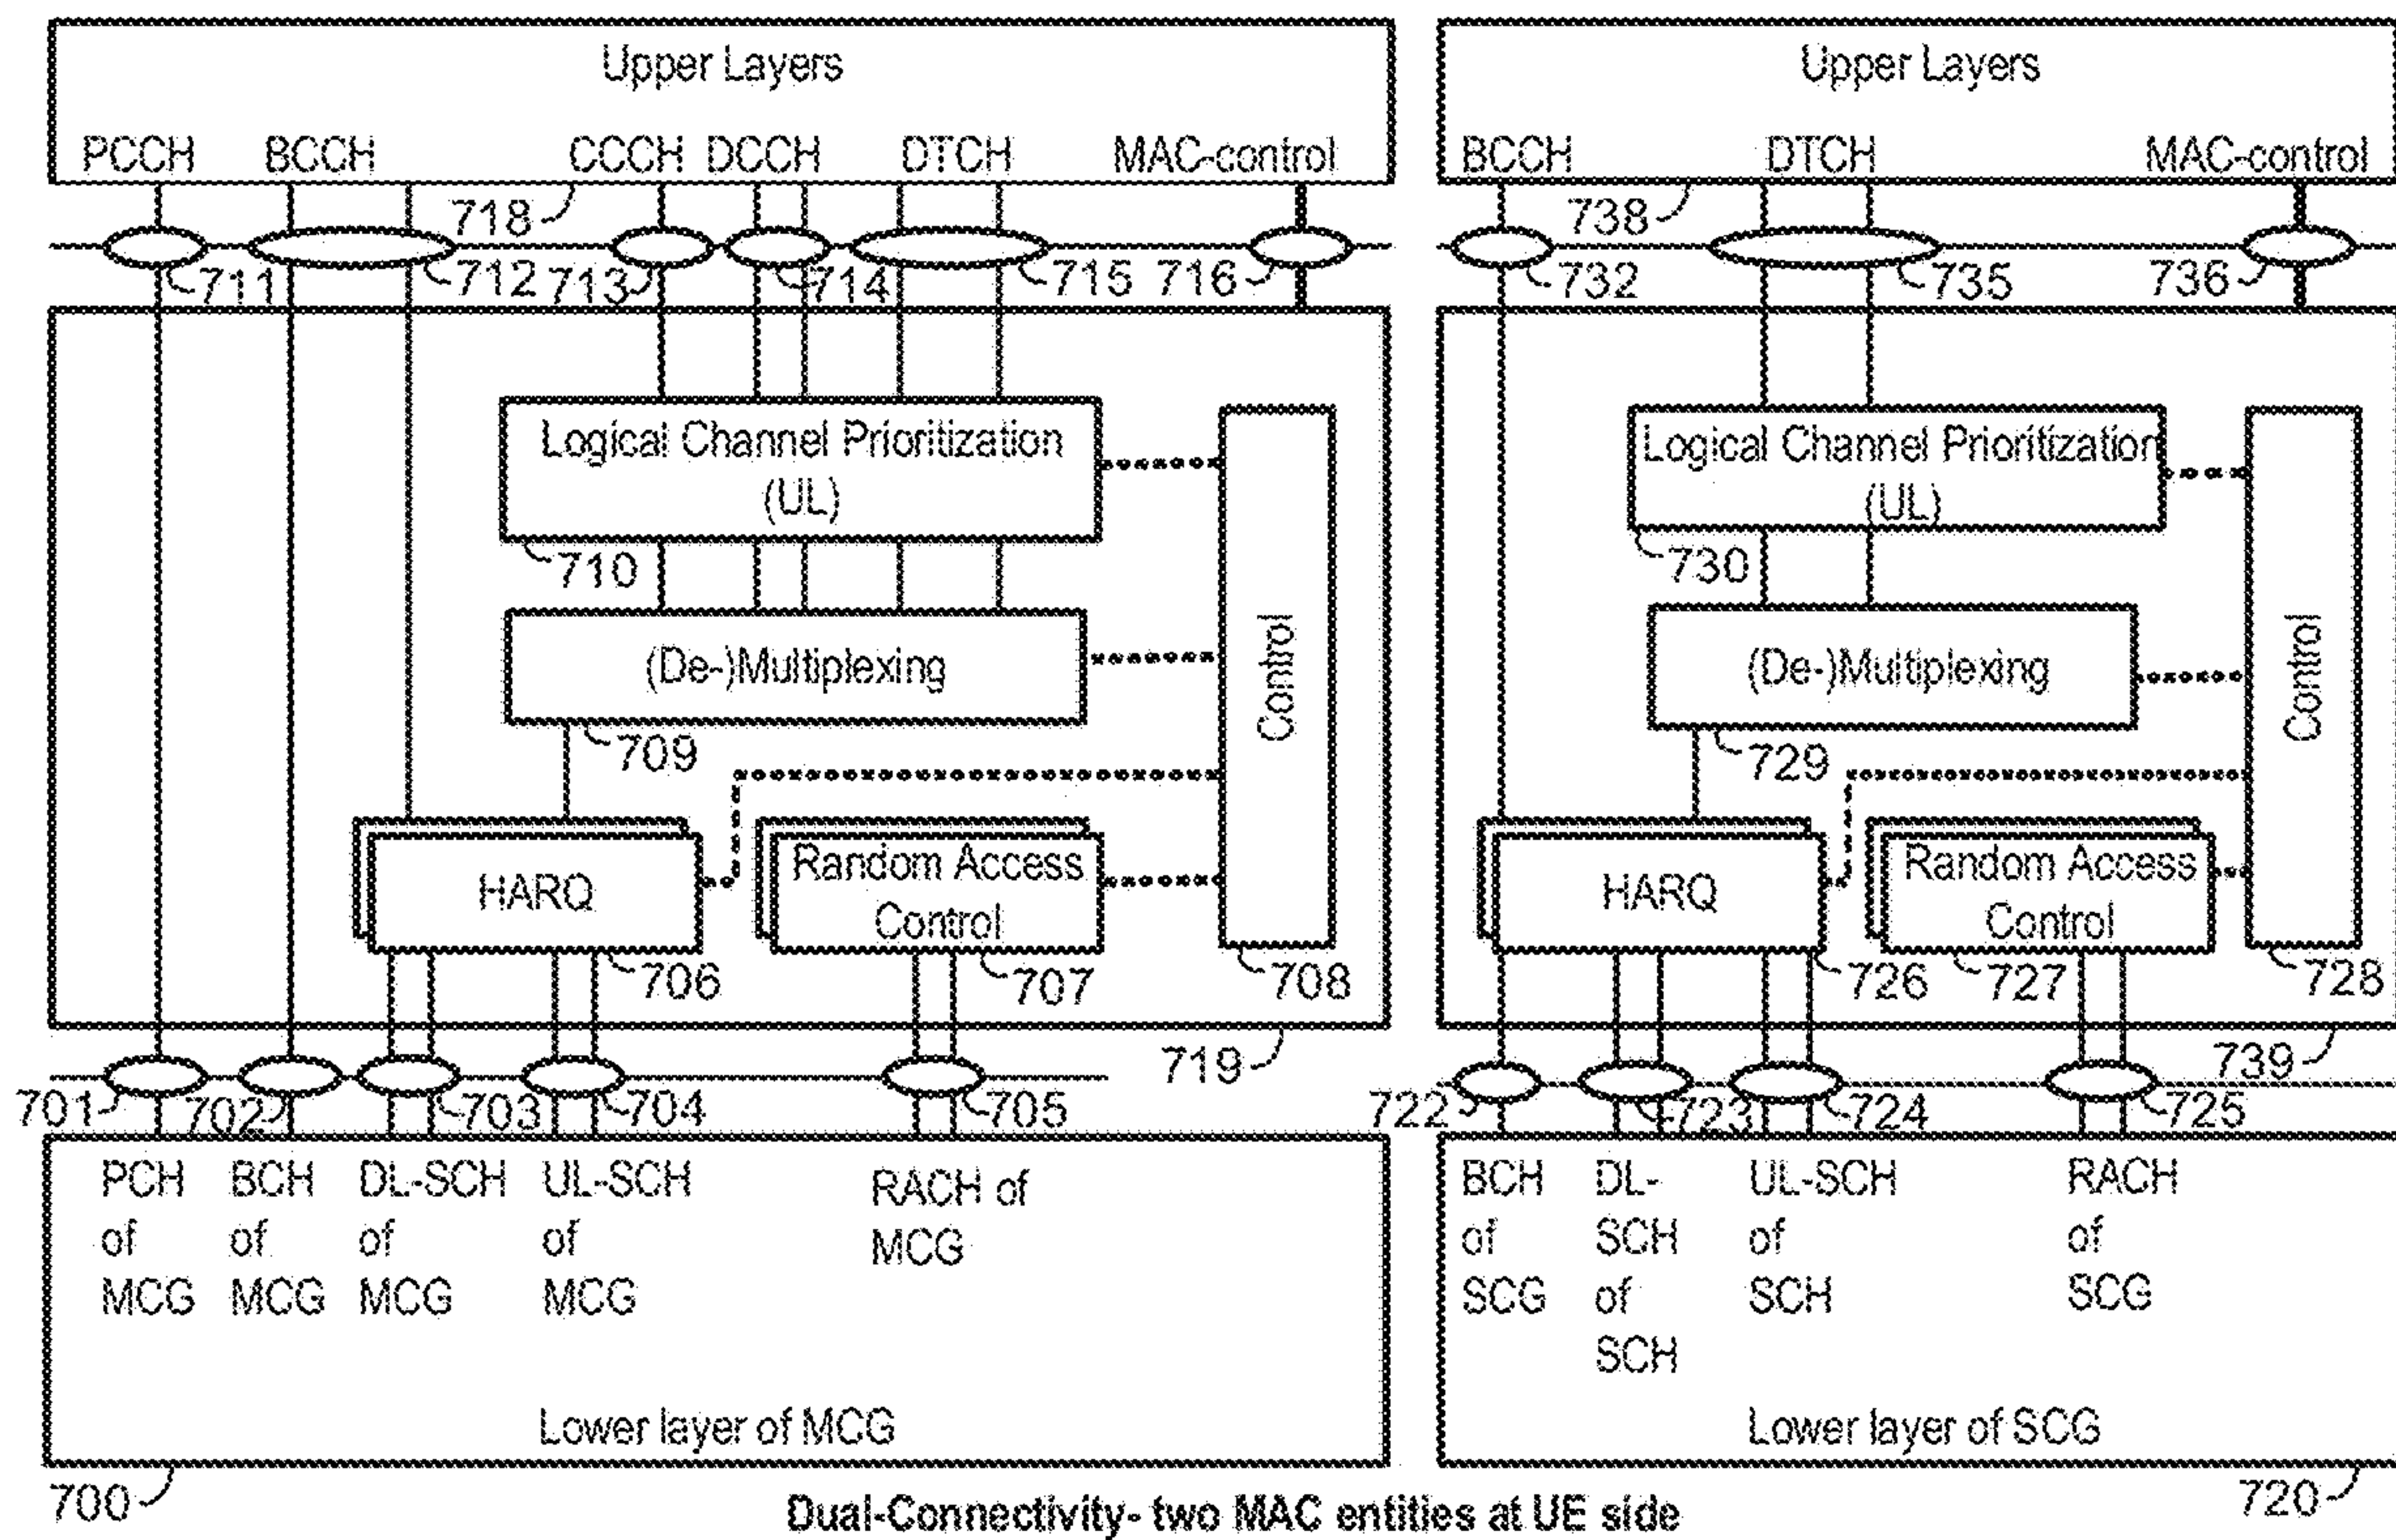 Upper Layers
PCCH BCCH CCCH DCCH DTCH MAC-control
718
711 712 713 714 715 716
Logical Channel Prioritization
(UL)
710
(De-)Multiplexing
709
Control
HARQ
Random Access
Control
706 707 708
719
701 702 703 704 705
PCH
of
MCG
BCH
of
MCG
DL-SCH
of
MCG
UL-SCH
of
MCG
RACH of
MCG
Lower layer of MCG
700
Upper Layers
BCCH DTCH MAC-control
738
732 735 736
Logical Channel Prioritization
(UL)
730
(De-)Multiplexing
729
Control
HARQ
Random Access
Control
726 727 728
739
722 723 724 725
BCH
of
SCG
DL-
SCH
of
SCH
UL-SCH
of
SCH
RACH
of
SCG
Lower layer of SCG
720
Dual-Connectivity- two MAC entities at UE side